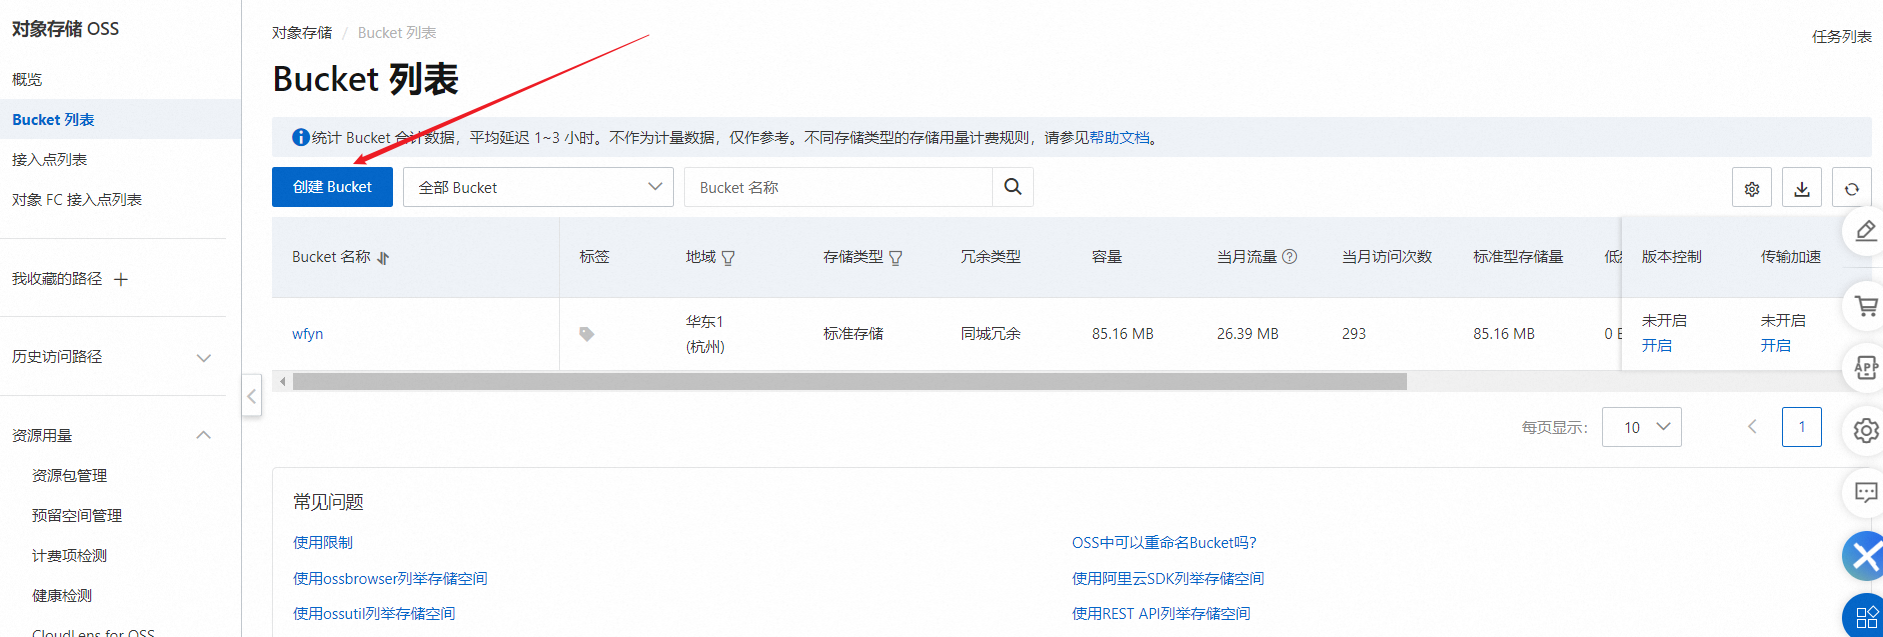 对象存储 OSS
概览
Bucket 列表
接入点列表
对象 FC 接入点列表
我收藏的路径
历史访问路径
资源用量
资源包管理
预留空间管理
计费项检测
健康检测
CloudLens for OSS
对象存储 / Bucket 列表
任务列表
Bucket 列表
统计 Bucket 合计数据，平均延迟 1~3 小时。不作为计量数据，仅作参考。不同存储类型的存储用量计费规则，请参见帮助文档。
创建 Bucket
全部 Bucket
Bucket 名称
Bucket 名称 标签 地域 存储类型 冗余类型 容量 当月流量 当月访问次数 标准型存储量 版本控制 传输加速
wfyn 华东1 标准存储 同城冗余 85.16 MB 26.39 MB 293 85.16 MB 未开启 未开启
(杭州) 开启 开启
每页显示： 10 1
常见问题
使用限制
OSS中可以重命名Bucket吗?
使用ossbrowser列举存储空间
使用阿里云SDK列举存储空间
使用ossutil列举存储空间
使用REST API列举存储空间
APP